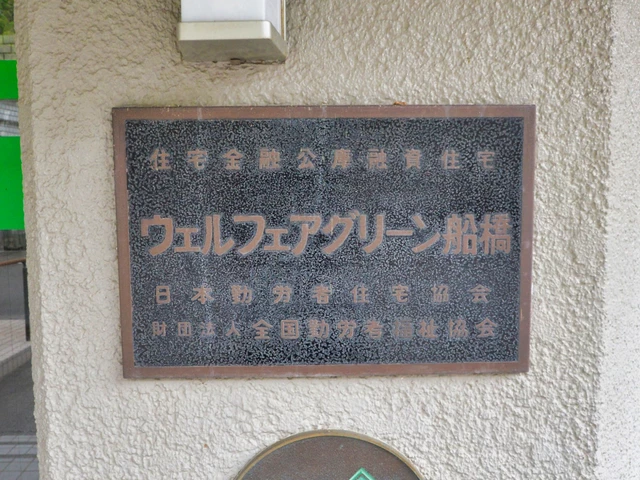 住宅金融公庫融資住宅
ウェルフェアグリーン船橋
日本勤労者住宅協会
財団法人 全国勤労者福祉協会